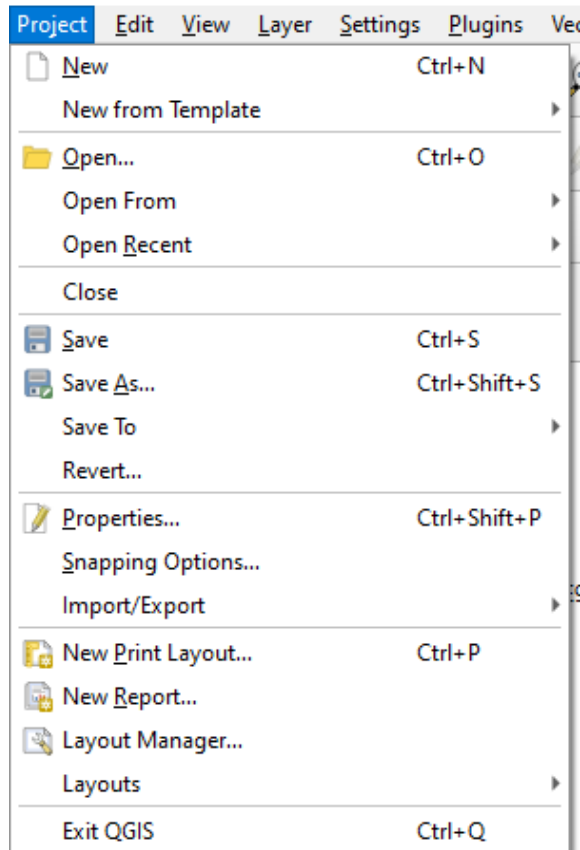 Project Edit View Layer Settings Plugins Vec
New Ctrl+N
New from Template
Open... Ctrl+O
Open From
Open Recent
Close
Save Ctrl+S
Save As... Ctrl+Shift+S
Save To
Revert...
Properties... Ctrl+Shift+P
Snapping Options...
Import/Export
New Print Layout... Ctrl+P
New Report...
Layout Manager...
Layouts
Exit QGIS Ctrl+Q